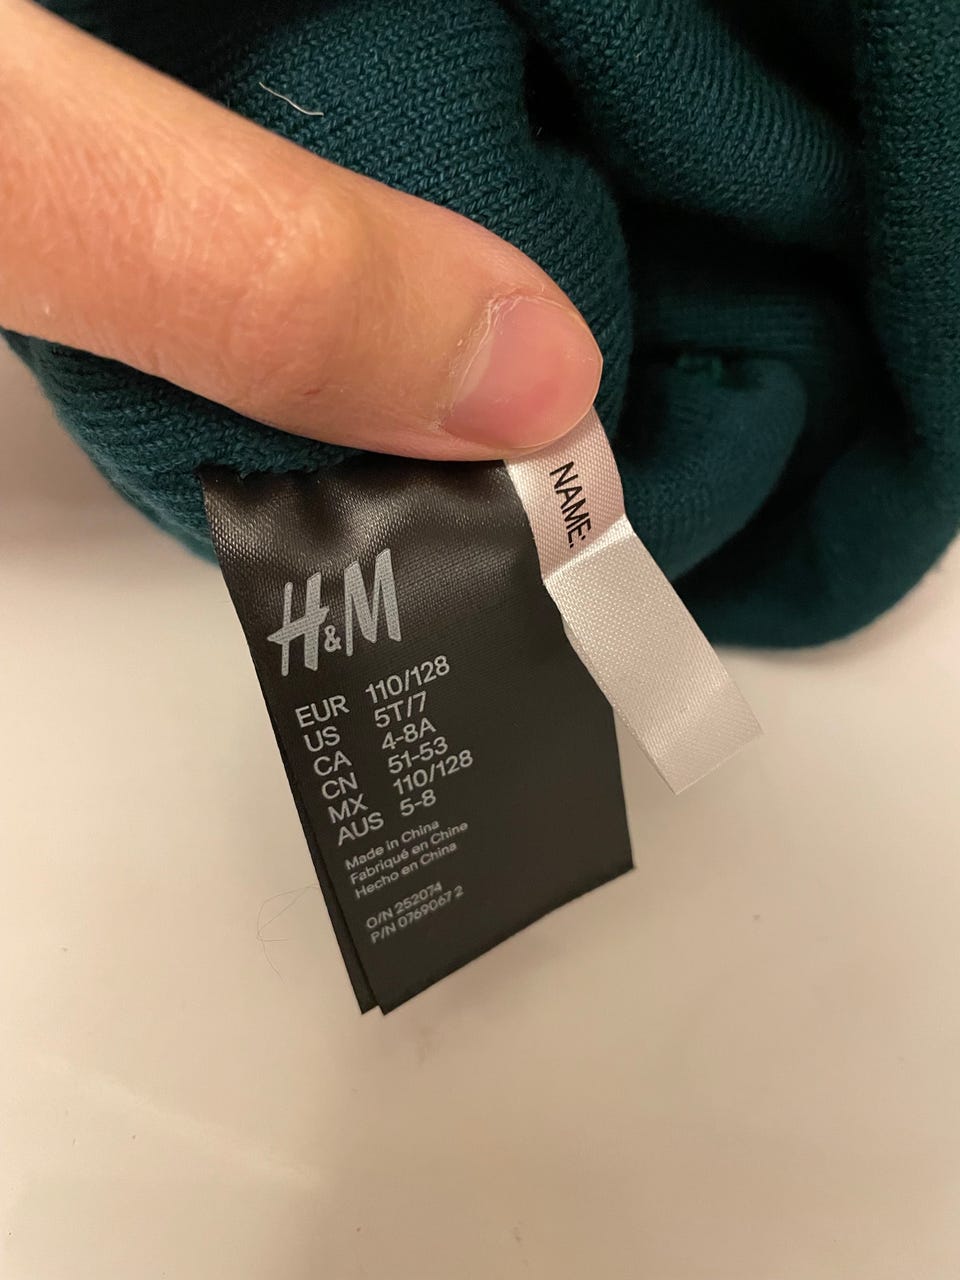 H&M
EUR 110/128
US 5T/7
CA 4-8A
CN 51-53
MX 110/128
AUS 5-8
Made in China
Fabriqué en Chine
Hecho en China
O/N 252074
P/N 0769067 2
NAME: